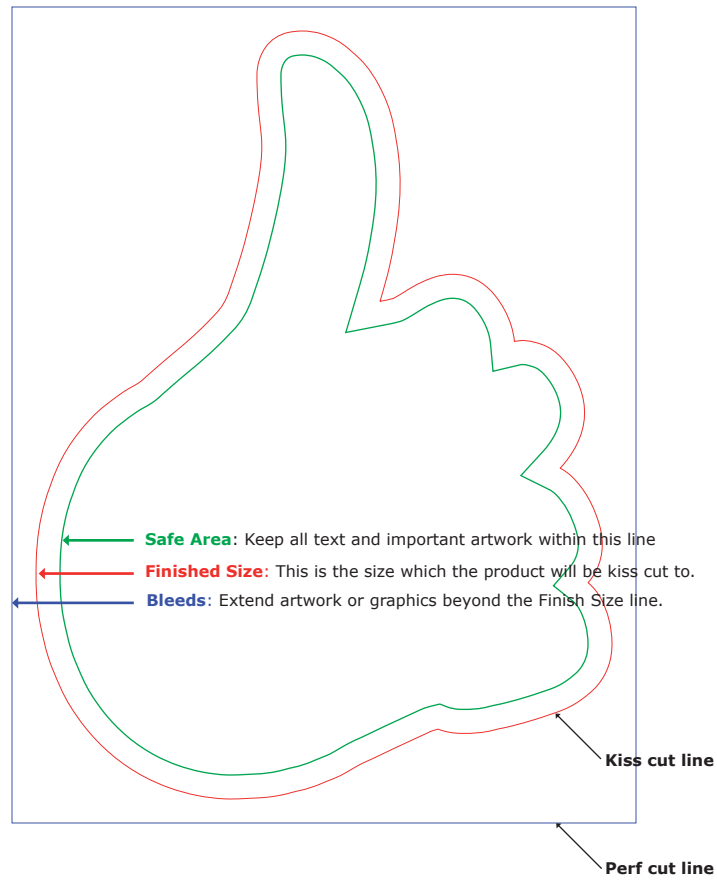 Safe Area: Keep all text and important artwork within this line
Finished Size: This is the size which the product will be kiss cut to.
Bleeds: Extend artwork or graphics beyond the Finish Size line.
Kiss cut line
Perf cut line